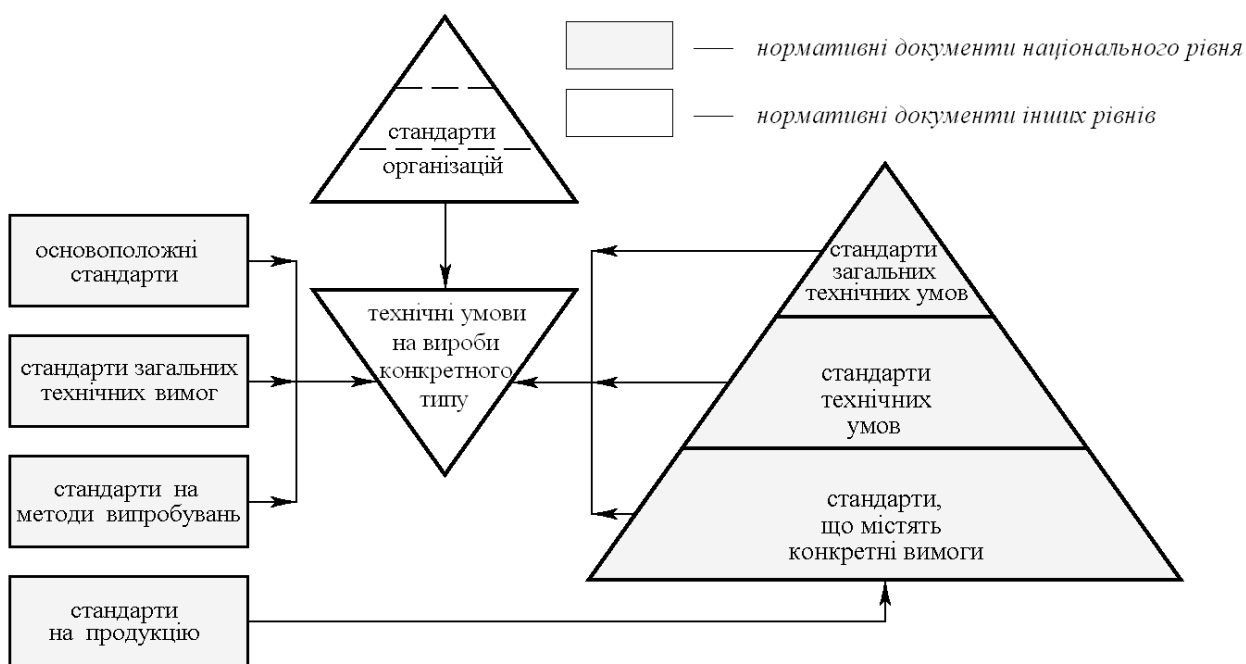 — нормативні документи національного рівня
— нормативні документи інших рівнів
стандарти
організацій
основоположні
стандарти
стандарти загальних
технічних вимог
стандарти на
методи випробувань
стандарти
на продукцію
технічні умови
на вироби
конкретного
типу
стандарти
загальних
технічних умов
стандарти
технічних
умов
стандарти,
що містять
конкретні вимоги